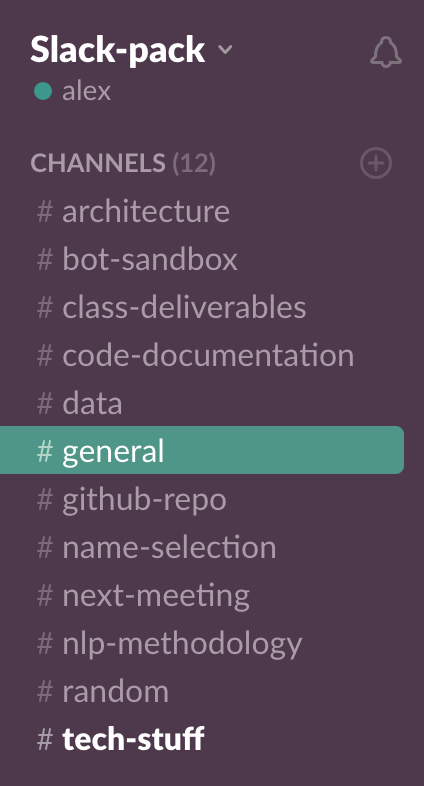 Slack-pack
alex
CHANNELS (12)
# architecture
# bot-sandbox
# class-deliverables
# code-documentation
# data
# general
# github-repo
# name-selection
# next-meeting
# nlp-methodology
# random
# tech-stuff